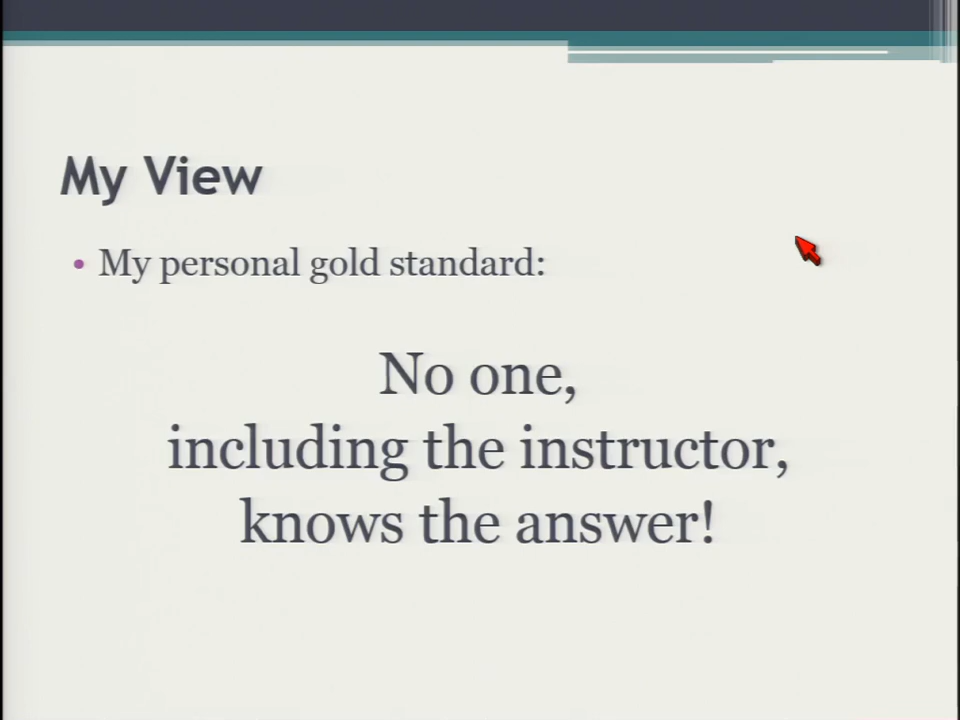 My View
• My personal gold standard:
No one,
including the instructor,
knows the answer!